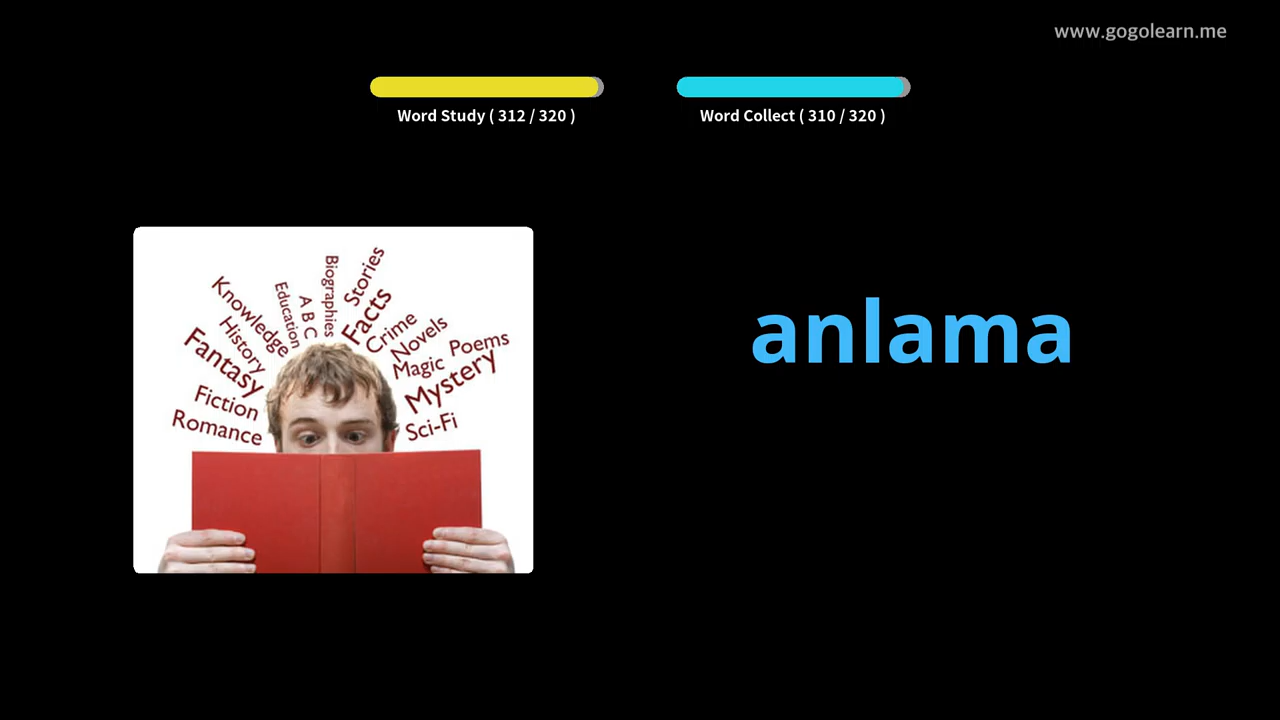 www.gogolearn.me
Word Study ( 312 / 320 )
Word Collect ( 310 / 320 )
Knowledge
Education
A B C
Biographies
Stories
Facts
History
Crime
Novels
Poems
Fantasy
Magic
Mystery
Fiction
Romance
Sci-Fi
anlama